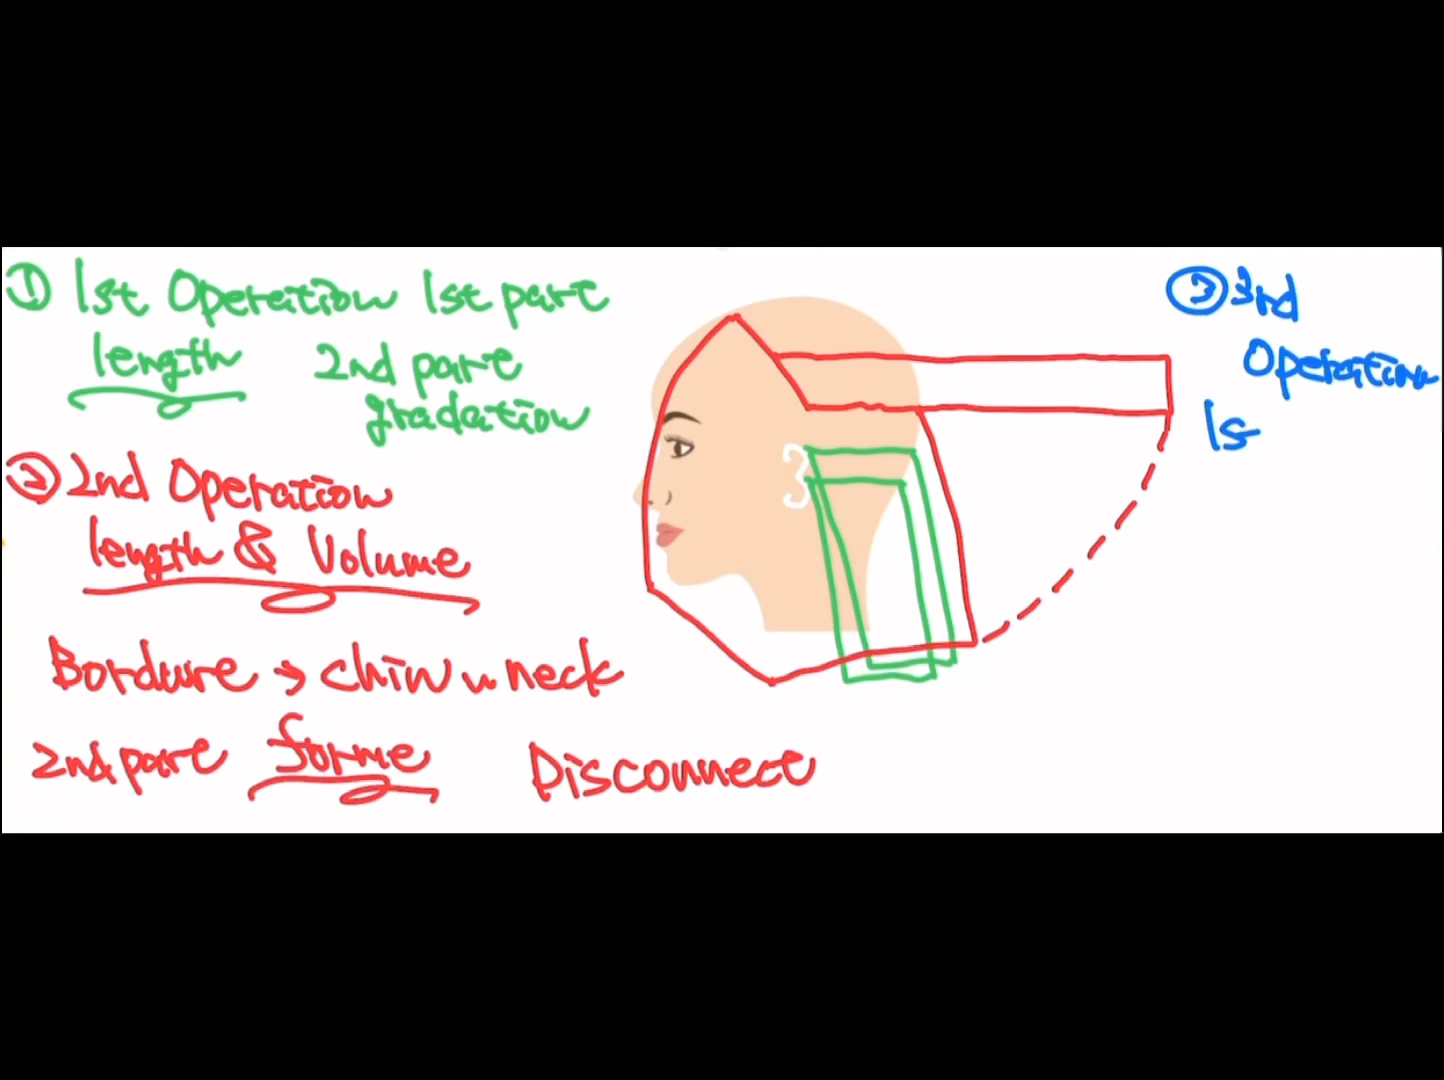 ① 1st Operation 1st part
length 2nd part
gradation
② 2nd Operation
length & Volume
Bordure → chin ~ neck
2nd part forme Disconnect
③ 3rd
Operation
1s